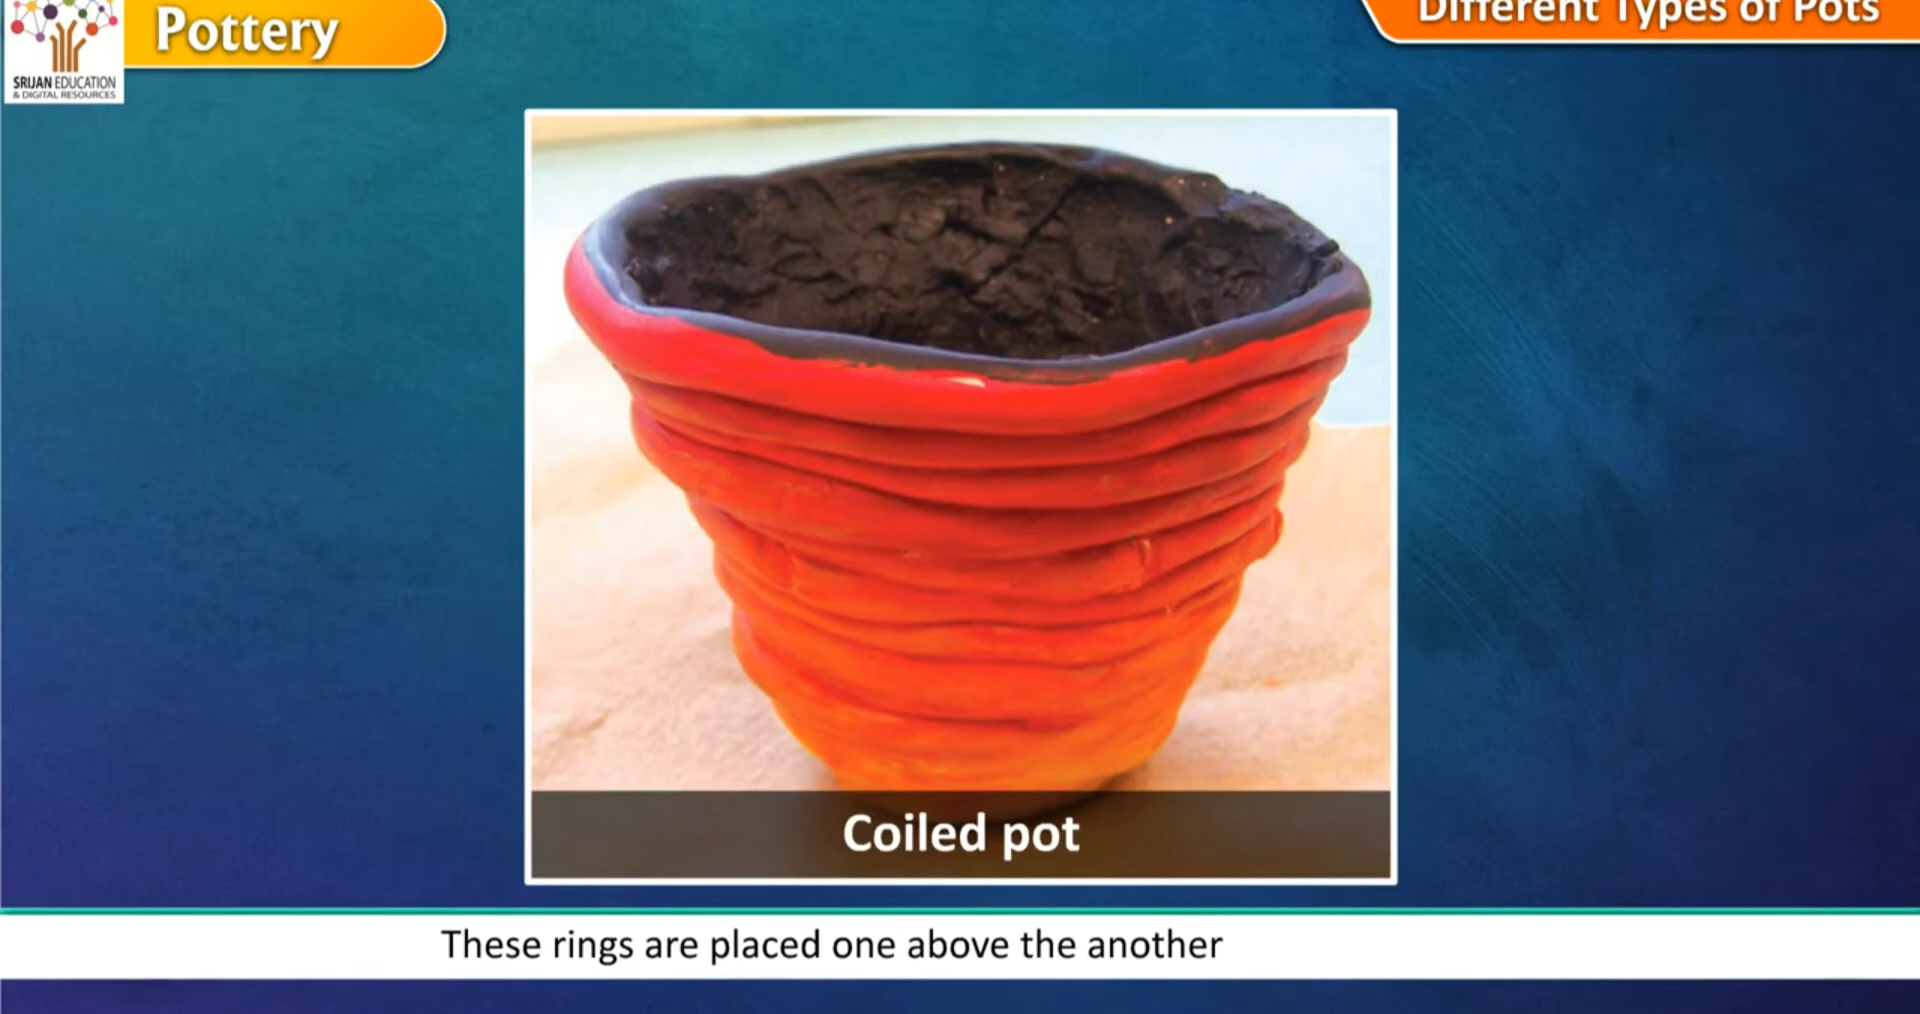 Pottery
Different Types of Pots
SRIJAN EDUCATION
& DIGITAL RESOURCES
Coiled pot
These rings are placed one above the another